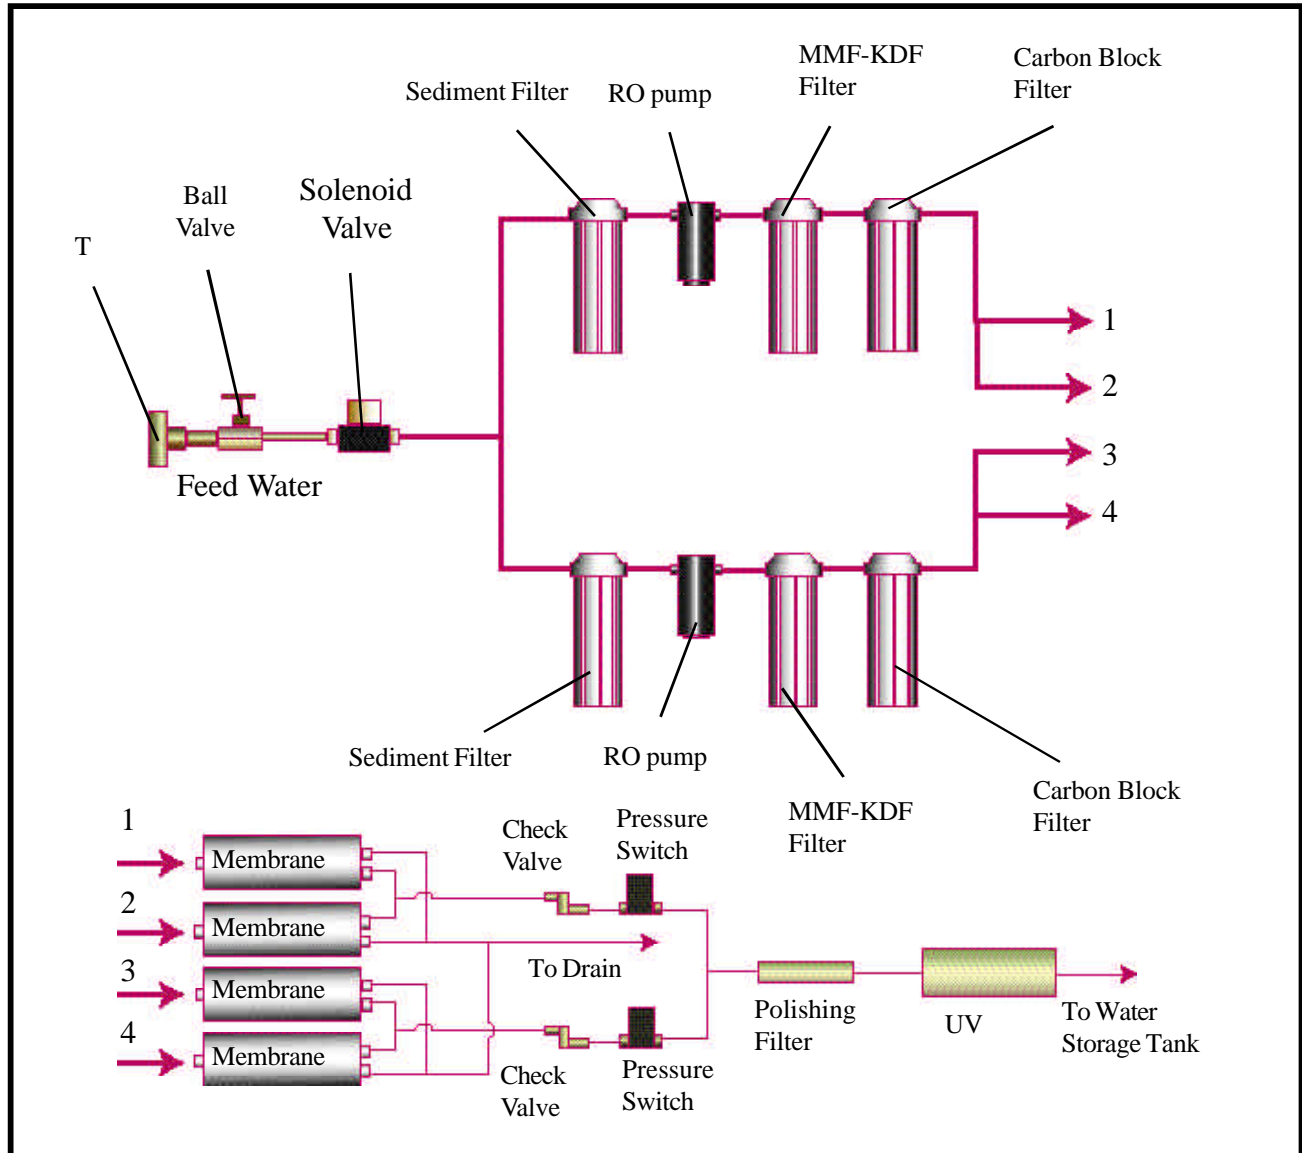 MMF-KDF
Filter
Carbon Block
Filter
Sediment Filter
RO pump
Ball
Valve
Solenoid
Valve
T
1
2
3
4
Feed Water
Sediment Filter
RO pump
MMF-KDF
Filter
Carbon Block
Filter
1
Membrane
2
Membrane
3
Membrane
4
Membrane
Check
Valve
Pressure
Switch
To Drain
Check
Valve
Pressure
Switch
Polishing
Filter
UV
To Water
Storage Tank